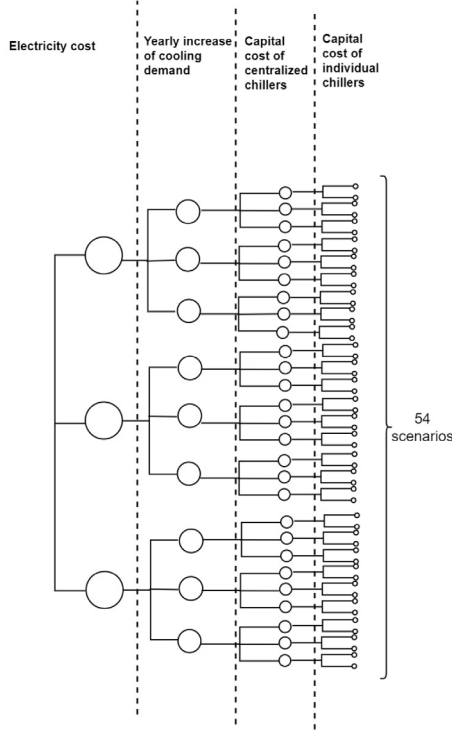 Electricity cost
Yearly increase
of cooling
demand
Capital
cost of
centralized
chillers
Capital
cost of
individual
chillers
54
scenarios